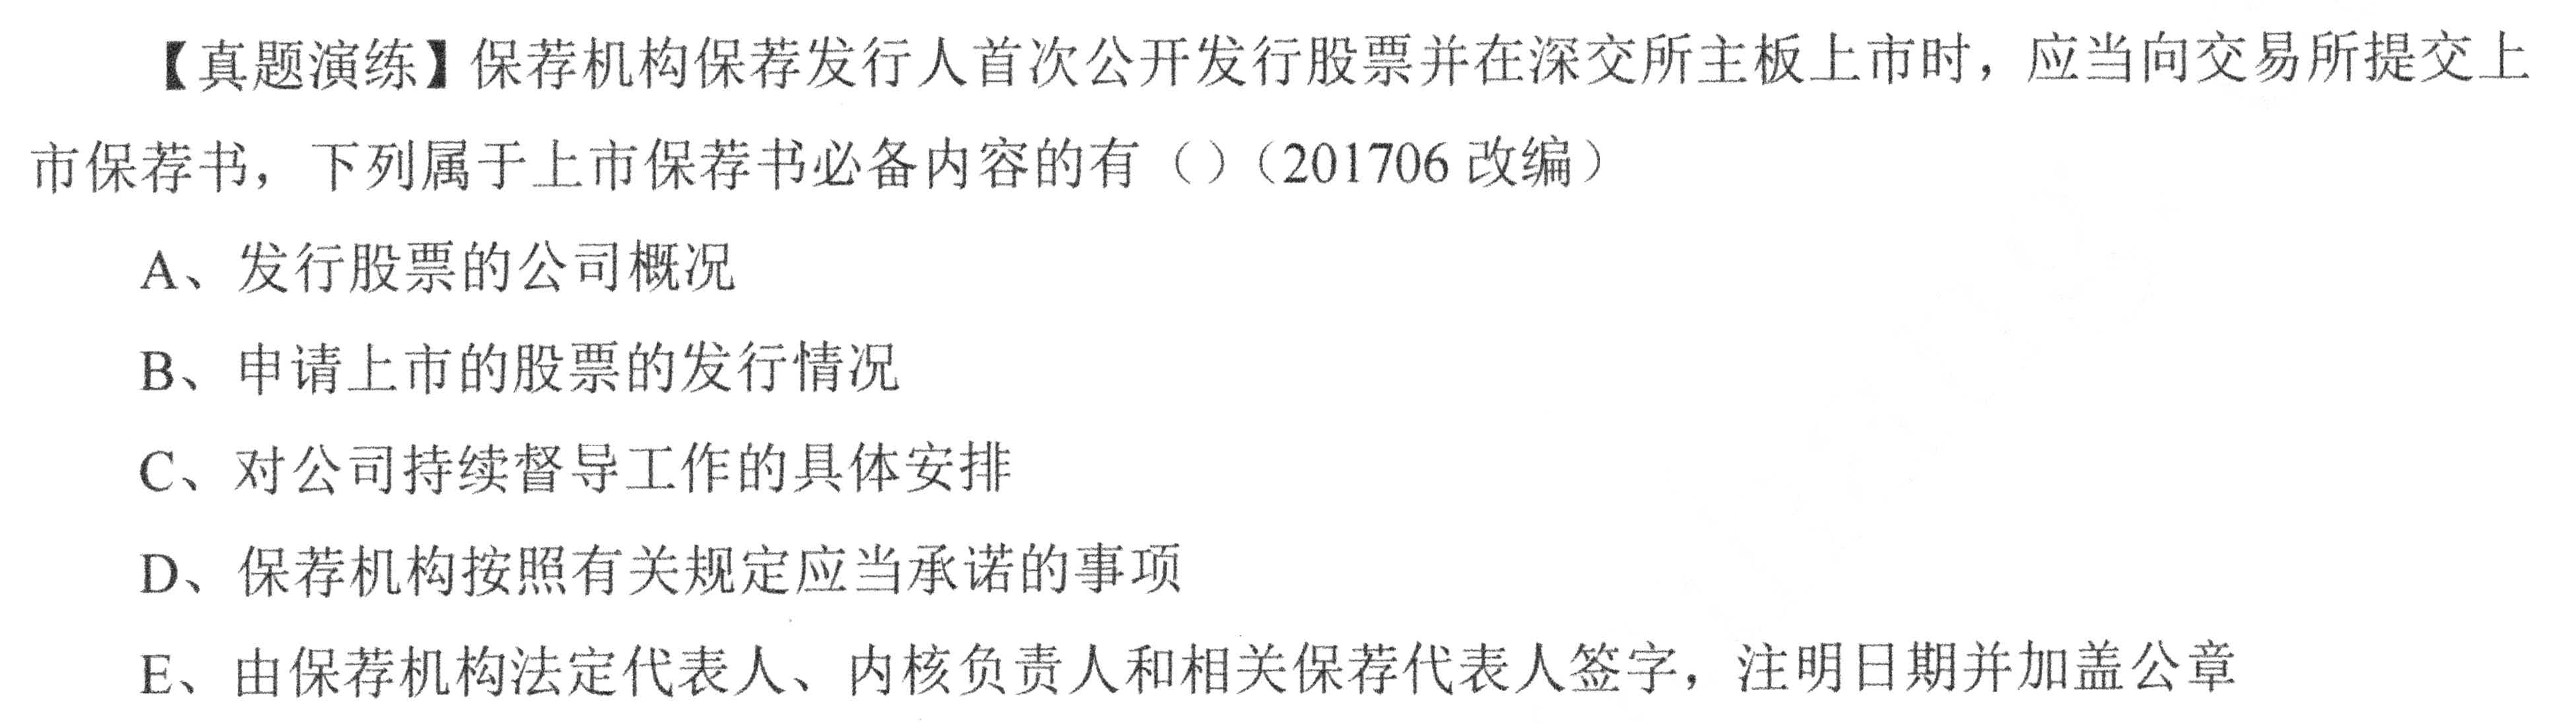 【真题演练】保荐机构保荐发行人首次公开发行股票并在深交所主板上市时，应当向交易所提交上
市保荐书，下列属于上市保荐书必备内容的有（）（201706 改编）
A、发行股票的公司概况
B、申请上市的股票的发行情况
C、对公司持续督导工作的具体安排
D、保荐机构按照有关规定应当承诺的事项
E、由保荐机构法定代表人、内核负责人和相关保荐代表人签字，注明日期并加盖公章